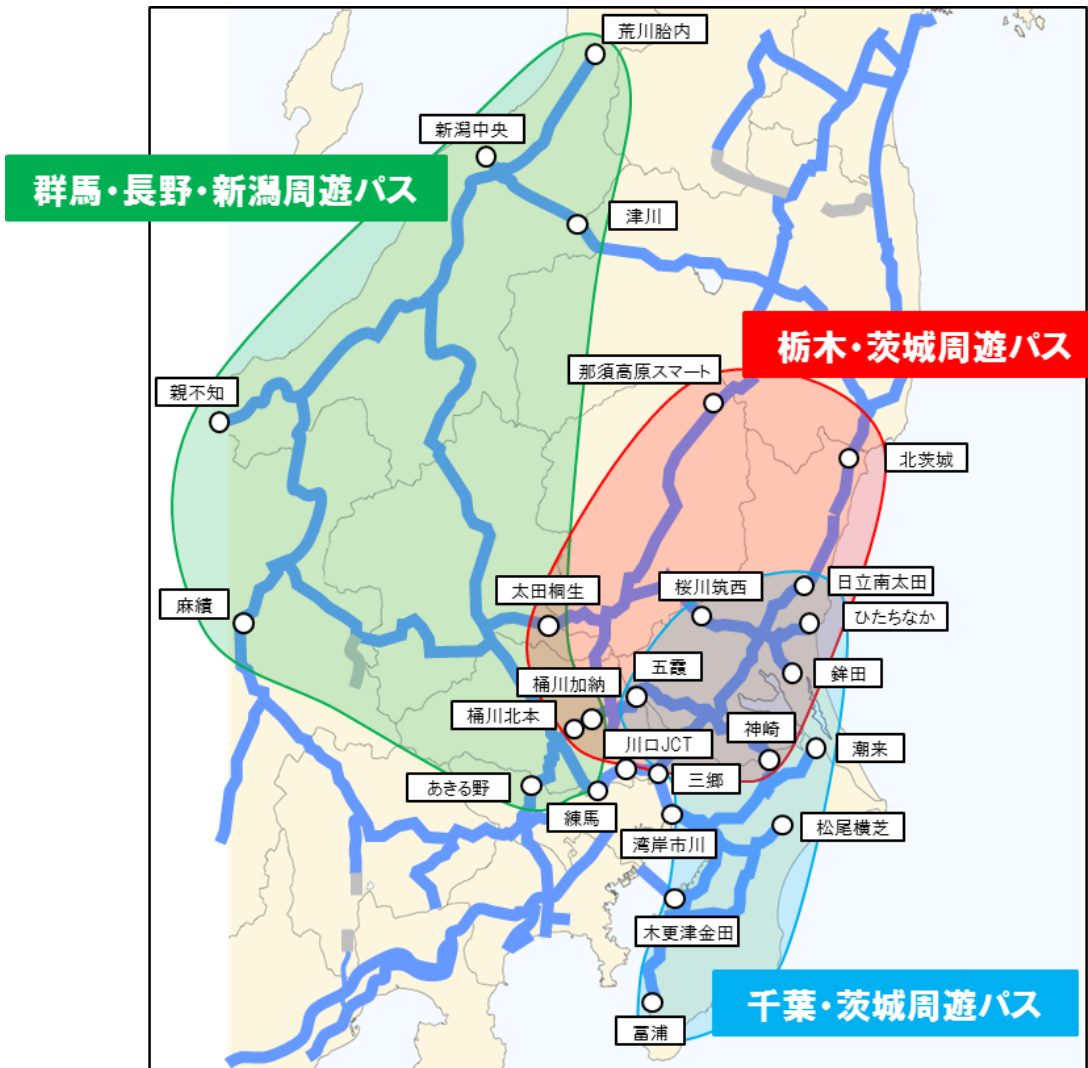 荒川胎内
新潟中央
群馬・長野・新潟周遊パス
津川
栃木・茨城周遊パス
那須高原スマート
親不知
北茨城
太田桐生
桜川筑西
日立南太田
麻績
ひたちなか
五霞
桶川加納
鉾田
桶川北本
神崎
川口JCT
潮来
あきる野
三郷
練馬
松尾横芝
湾岸市川
木更津金田
千葉・茨城周遊パス
富浦